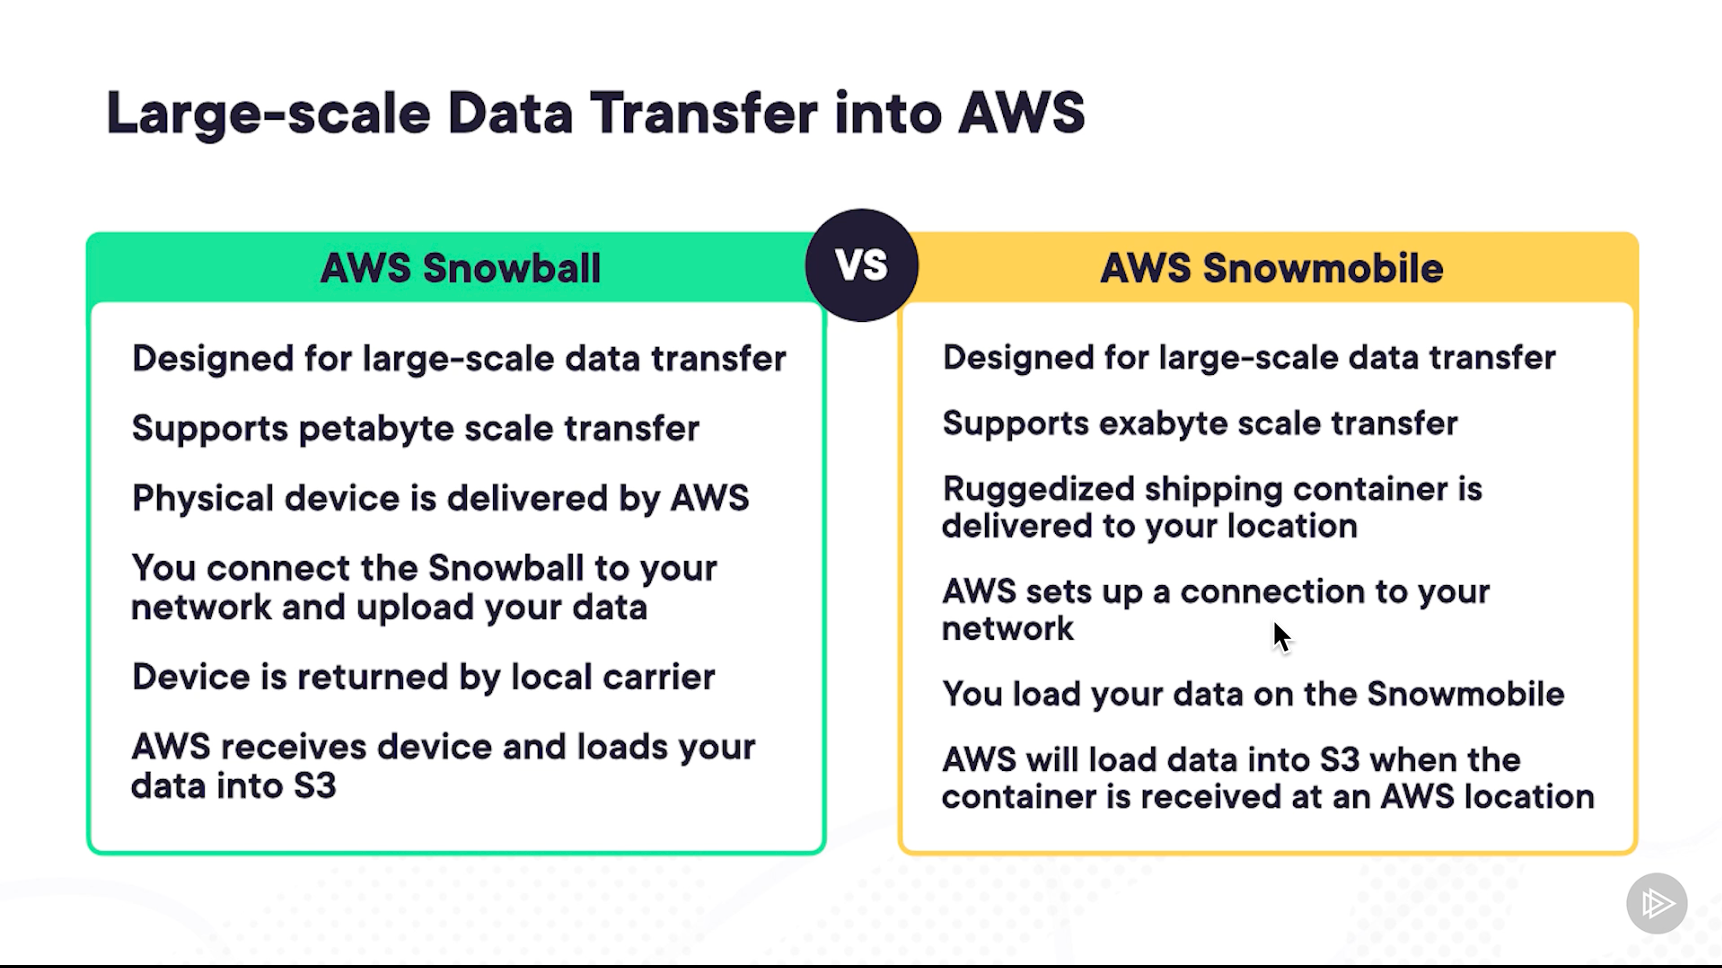 Large-scale Data Transfer into AWS
AWS Snowball
VS
AWS Snowmobile
Designed for large-scale data transfer
Supports petabyte scale transfer
Physical device is delivered by AWS
You connect the Snowball to your
network and upload your data
Device is returned by local carrier
AWS receives device and loads your
data into S3
Designed for large-scale data transfer
Supports exabyte scale transfer
Ruggedized shipping container is
delivered to your location
AWS sets up a connection to your
network
You load your data on the Snowmobile
AWS will load data into S3 when the
container is received at an AWS location